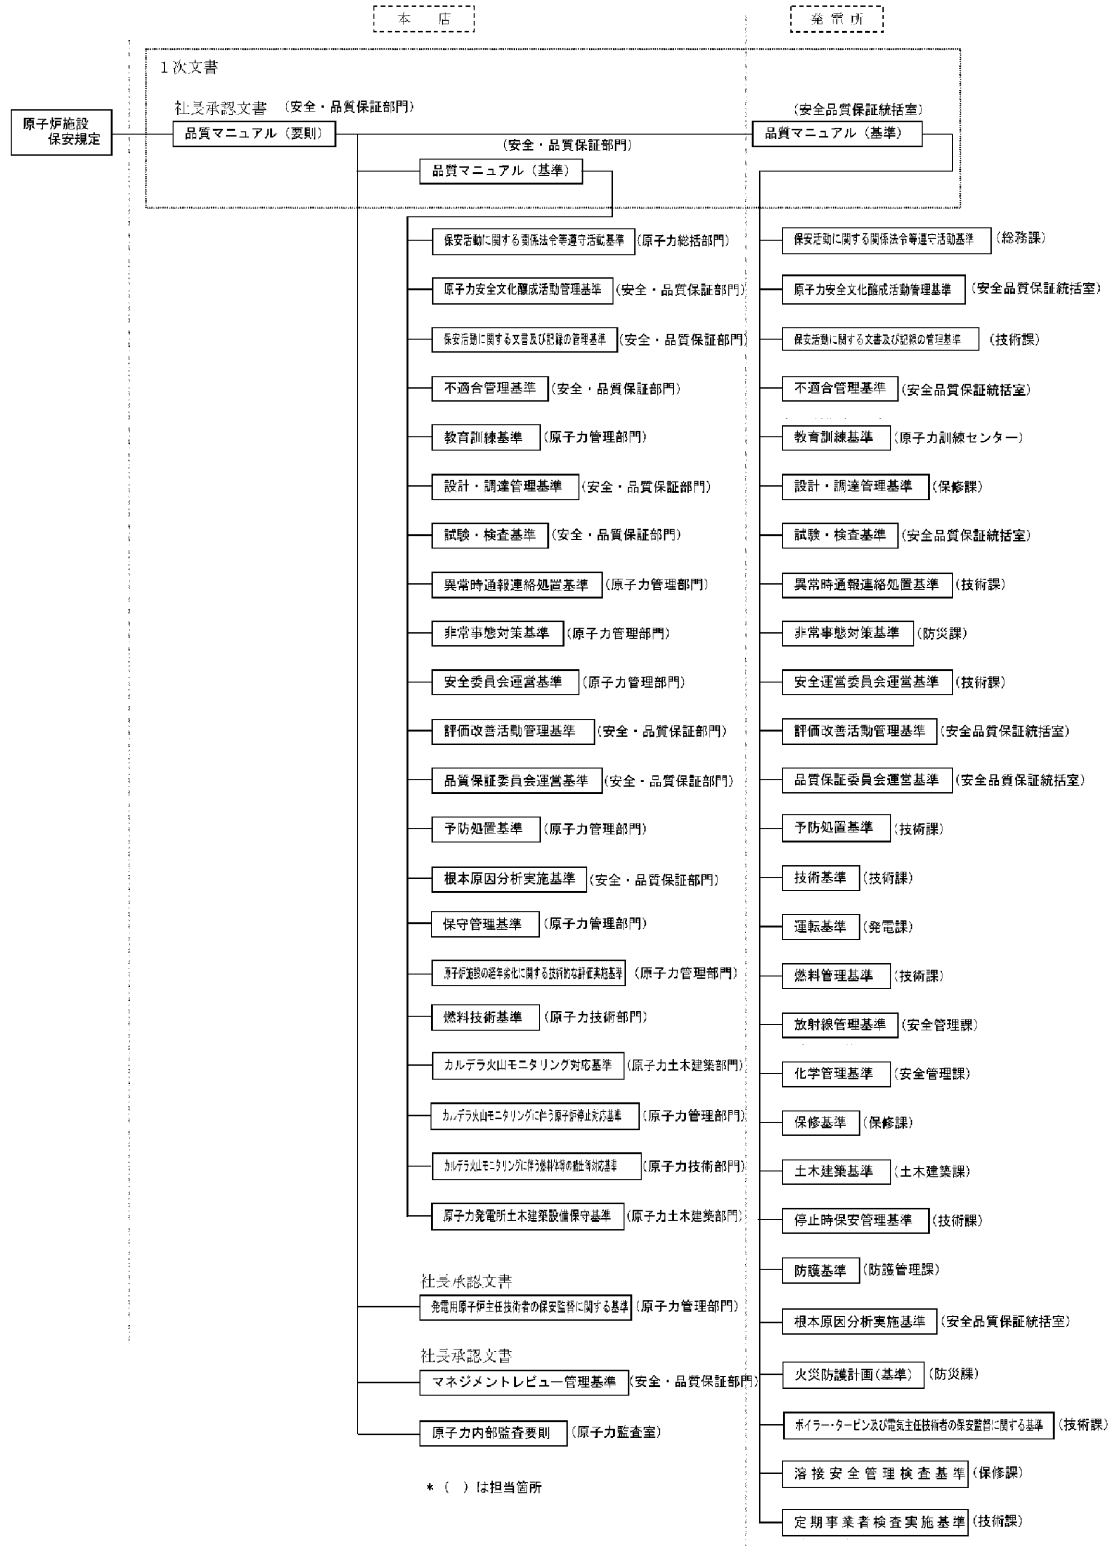 本　店
発 電 所
１次文書
社長承認文書　(安全・品質保証部門)
(安全品質保証統括室)
原子炉施設
保安規定
品質マニュアル（要則）
品質マニュアル（基準）
(安全・品質保証部門)
品質マニュアル（基準）
保安活動に関する関係法令等遵守活動基準 (原子力総括部門)
原子力安全文化醸成活動管理基準 (安全・品質保証部門)
保安活動に関する文書及び記録の管理基準 (安全・品質保証部門)
不適合管理基準 (安全・品質保証部門)
教育訓練基準 (原子力管理部門)
設計・調達管理基準 (安全・品質保証部門)
試験・検査基準 (安全・品質保証部門)
異常時通報連絡処置基準 (原子力管理部門)
非常事態対策基準 (原子力管理部門)
安全委員会運営基準 (原子力管理部門)
評価改善活動管理基準 (安全・品質保証部門)
品質保証委員会運営基準 (安全・品質保証部門)
予防処置基準 (原子力管理部門)
根本原因分析実施基準 (安全・品質保証部門)
保守管理基準 (原子力管理部門)
原子炉施設の経年劣化に関する技術的な評価実施基準 (原子力管理部門)
燃料技術基準 (原子力技術部門)
カルデラ火山モニタリング対応基準 (原子力土木建築部門)
カルデラ火山モニタリングに伴う原子炉停止対応基準 (原子力管理部門)
カルデラ火山モニタリングに伴う燃料体等の搬出等対応基準 (原子力技術部門)
原子力発電所土木建築設備保守基準 (原子力土木建築部門)
社長承認文書
発電用原子炉主任技術者の保安監督に関する基準 (原子力管理部門)
社長承認文書
マネジメントレビュー管理基準 (安全・品質保証部門)
原子力内部監査要則 (原子力監査室)
＊（　）は担当箇所
保安活動に関する関係法令等遵守活動基準 (総務課)
原子力安全文化醸成活動管理基準 (安全品質保証統括室)
保安活動に関する文書及び記録の管理基準 (技術課)
不適合管理基準 (安全品質保証統括室)
教育訓練基準 (原子力訓練センター)
設計・調達管理基準 (保修課)
試験・検査基準 (安全品質保証統括室)
異常時通報連絡処置基準 (技術課)
非常事態対策基準 (防災課)
安全運営委員会運営基準 (技術課)
評価改善活動管理基準 (安全品質保証統括室)
品質保証委員会運営基準 (安全品質保証統括室)
予防処置基準 (技術課)
技術基準 (技術課)
運転基準 (発電課)
燃料管理基準 (技術課)
放射線管理基準 (安全管理課)
化学管理基準 (安全管理課)
保修基準 (保修課)
土木建築基準 (土木建築課)
停止時保安管理基準 (技術課)
防護基準 (防護管理課)
根本原因分析実施基準 (安全品質保証統括室)
火災防護計画(基準) (防災課)
ボイラー・タービン及び電気主任技術者の保安監督に関する基準 (技術課)
溶接安全管理検査基準 (保修課)
定期事業者検査実施基準 (技術課)